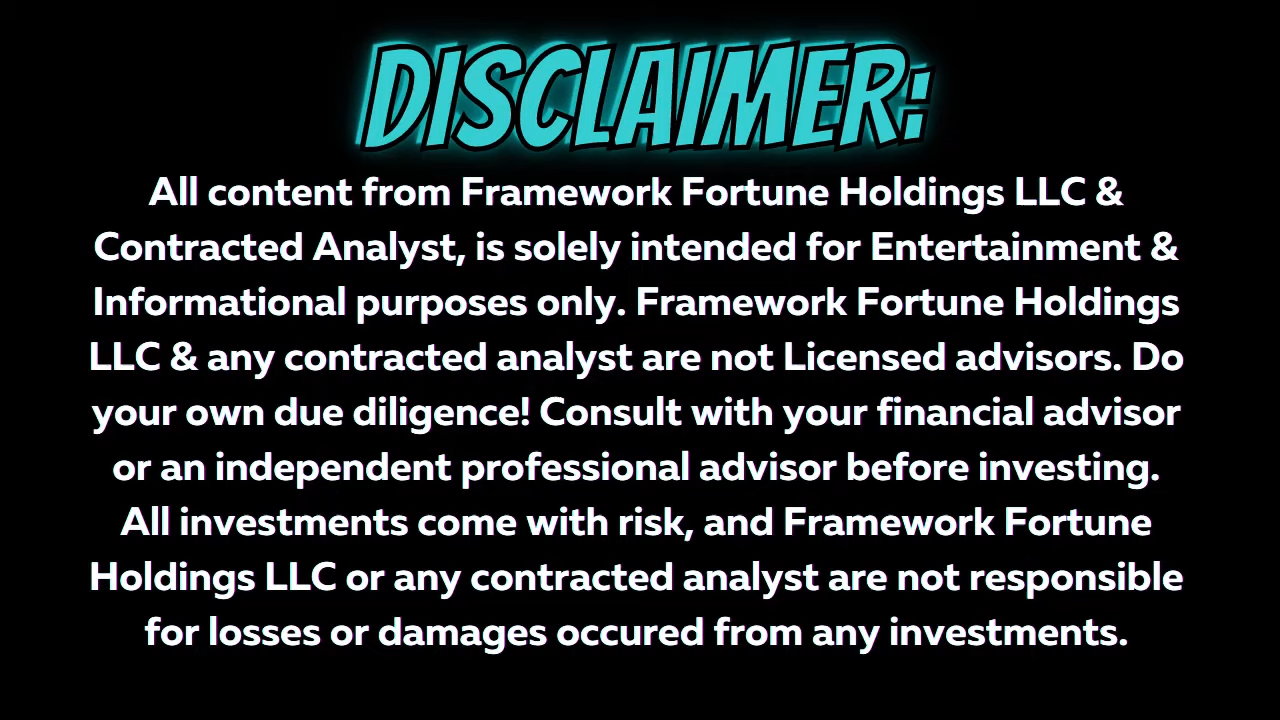 DISCLAIMER:
All content from Framework Fortune Holdings LLC &
Contracted Analyst, is solely intended for Entertainment &
Informational purposes only. Framework Fortune Holdings
LLC & any contracted analyst are not Licensed advisors. Do
your own due diligence! Consult with your financial advisor
or an independent professional advisor before investing.
All investments come with risk, and Framework Fortune
Holdings LLC or any contracted analyst are not responsible
for losses or damages occured from any investments.